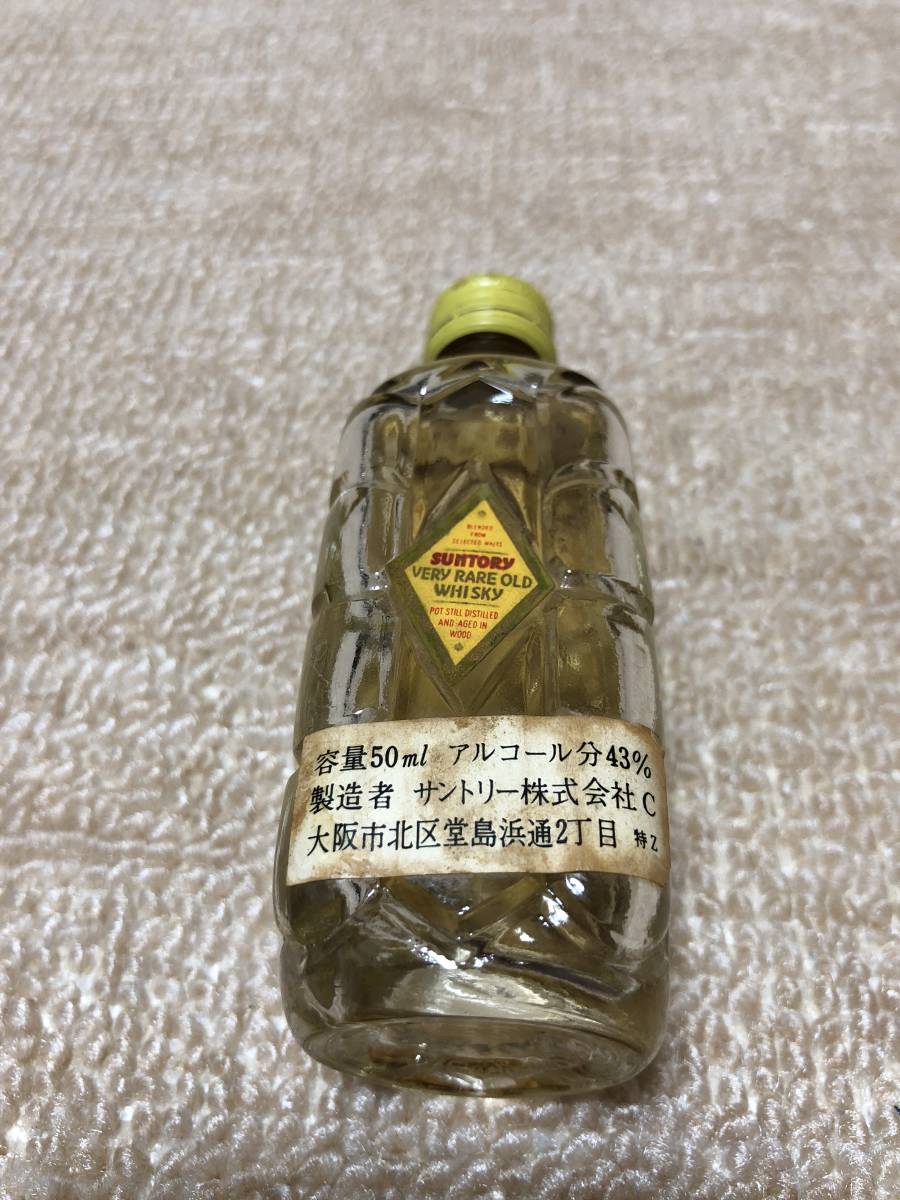 BLENDED
FROM
SELECTED MALTS
SUNTORY
VERY RARE OLD
WHISKY
POT STILL DISTILLED
AND AGED IN
WOOD
容量50ml アルコール分43%
製造者 サントリー株式会社 C
大阪市北区堂島浜通2丁目 特Z